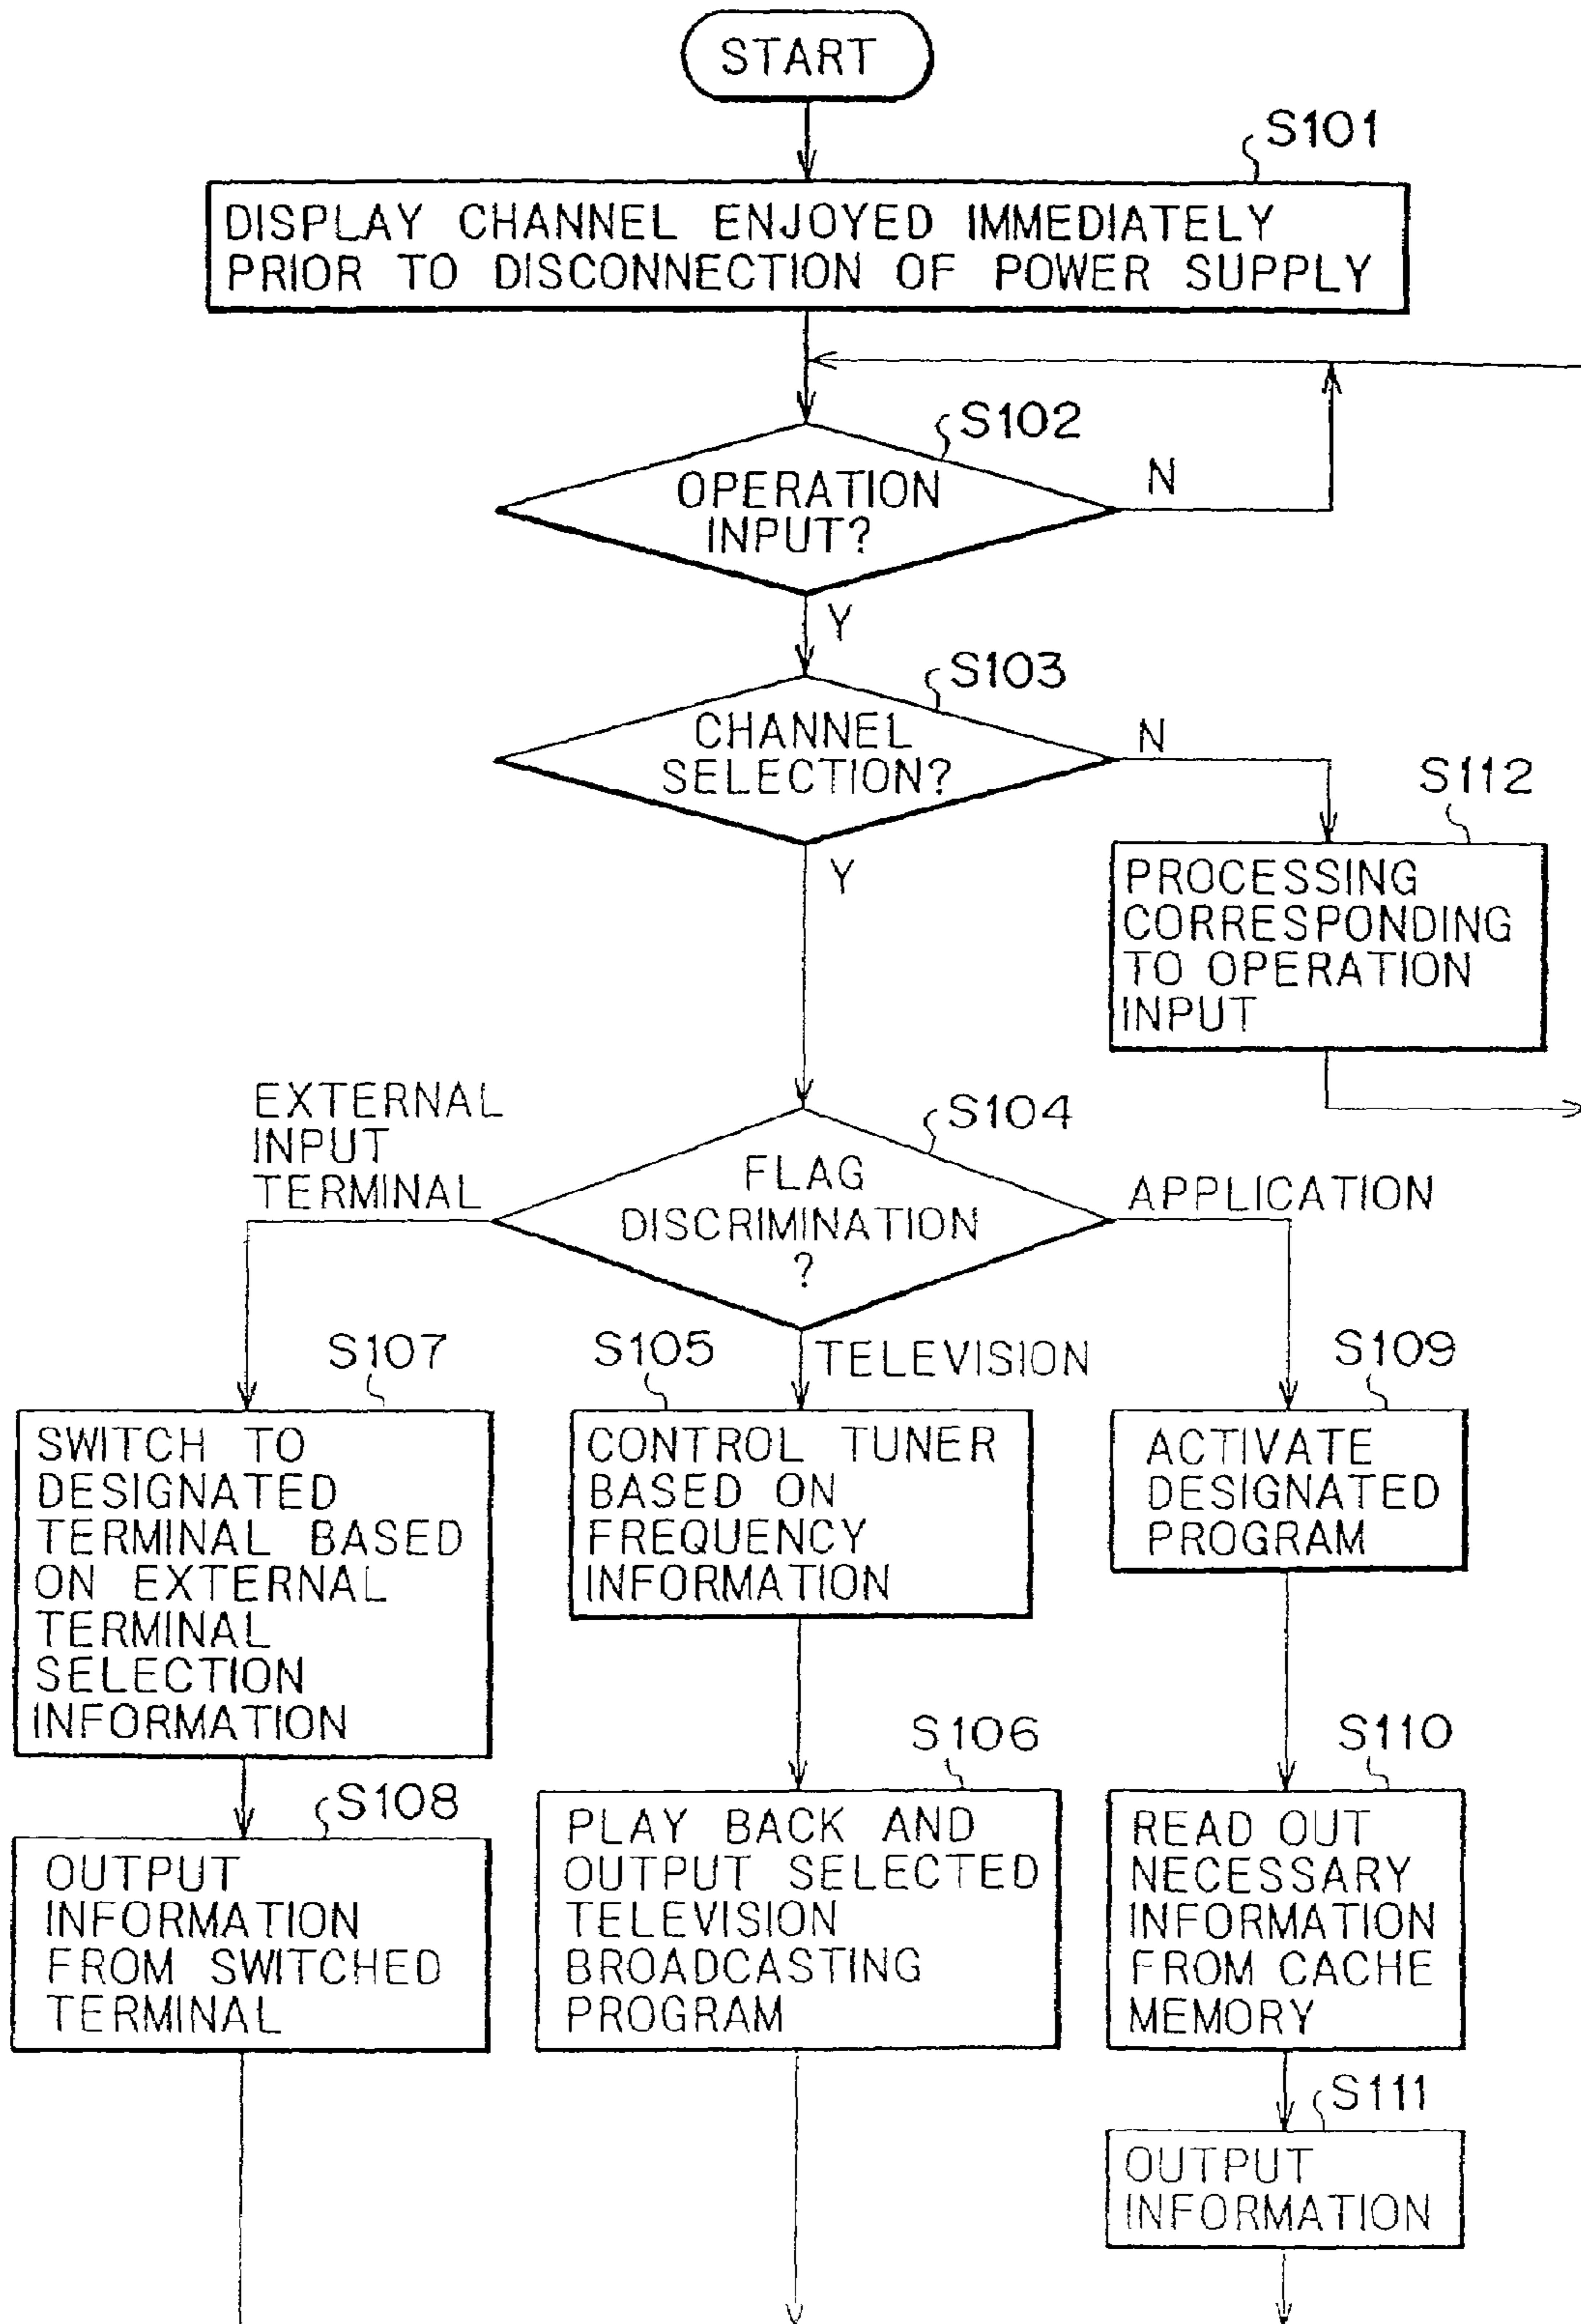 START
S101
DISPLAY CHANNEL ENJOYED IMMEDIATELY
PRIOR TO DISCONNECTION OF POWER SUPPLY
S102
OPERATION
INPUT?
N
Y
S103
CHANNEL
SELECTION?
N
Y
S112
PROCESSING
CORRESPONDING
TO OPERATION
INPUT
EXTERNAL
INPUT
TERMINAL
S104
FLAG
DISCRIMINATION
?
APPLICATION
TELEVISION
S107
SWITCH TO
DESIGNATED
TERMINAL BASED
ON EXTERNAL
TERMINAL
SELECTION
INFORMATION
S105
CONTROL TUNER
BASED ON
FREQUENCY
INFORMATION
S109
ACTIVATE
DESIGNATED
PROGRAM
S108
OUTPUT
INFORMATION
FROM SWITCHED
TERMINAL
S106
PLAY BACK AND
OUTPUT SELECTED
TELEVISION
BROADCASTING
PROGRAM
S110
READ OUT
NECESSARY
INFORMATION
FROM CACHE
MEMORY
S111
OUTPUT
INFORMATION